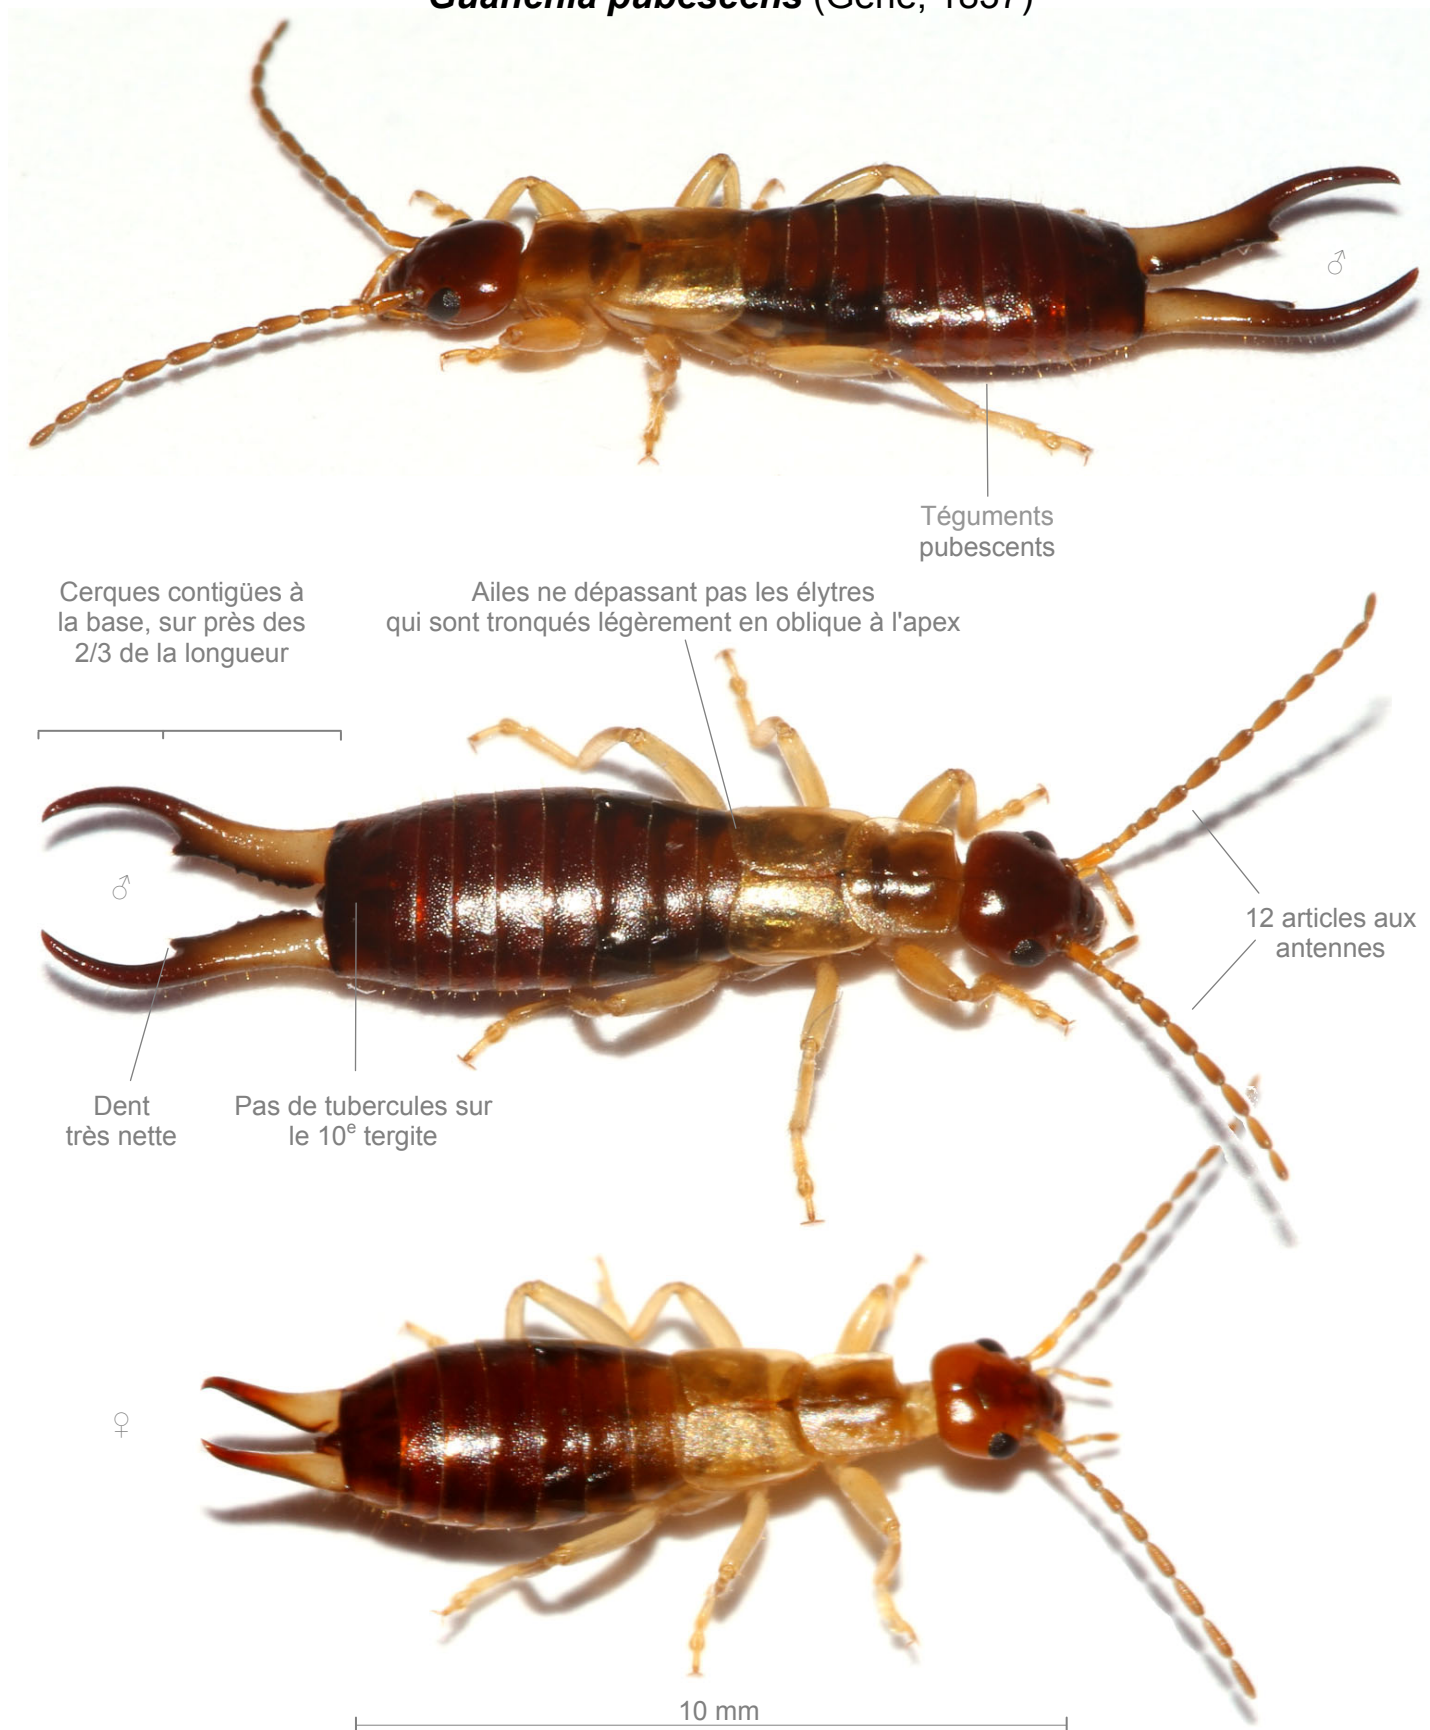 Guanchia pubescens (Géné, 1837)
♂
Téguments
pubescents
Cerques contigües à
la base, sur près des
2/3 de la longueur
Ailes ne dépassant pas les élytres
qui sont tronqués légèrement en oblique à l'apex
♂
12 articles aux
antennes
Dent
très nette
Pas de tubercules sur
le 10e tergite
♀
10 mm